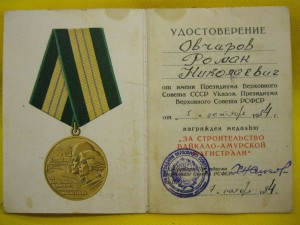 УДОСТОВЕРЕНИЕ
Овчаров
Роман
Николаевич
от имени Президиума Верховного
Совета СССР Указом Президиума
Верховного Совета РСФСР
от 5 октября 1984 г.
награжден медалью
"ЗА СТРОИТЕЛЬСТВО
БАЙКАЛО-АМУРСКОЙ
МАГИСТРАЛИ"